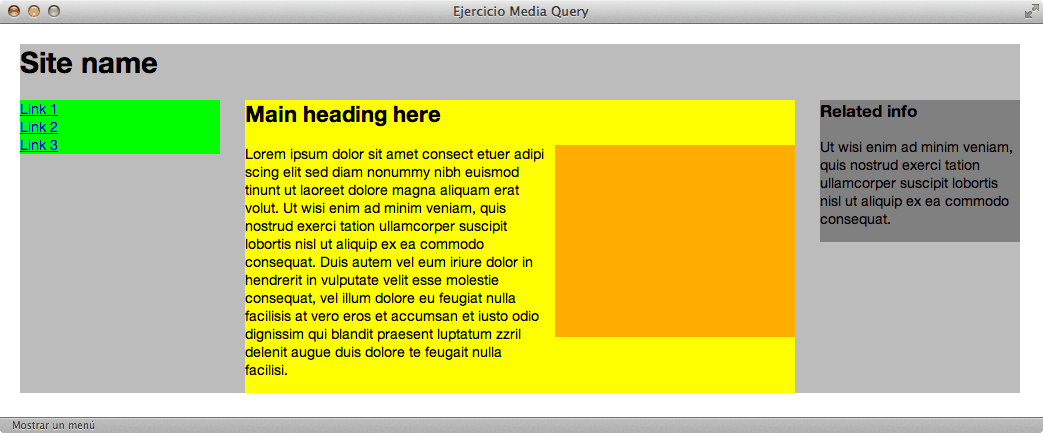 Ejercicio Media Query
Site name
Link 1
Link 2
Link 3
Main heading here
Lorem ipsum dolor sit amet consect etuer adipi
scing elit sed diam nonummy nibh euismod
tinunt ut laoreet dolore magna aliquam erat
volut. Ut wisi enim ad minim veniam, quis
nostrud exerci tation ullamcorper suscipit
lobortis nisl ut aliquip ex ea commodo
consequat. Duis autem vel eum iriure dolor in
hendrerit in vulputate velit esse molestie
consequat, vel illum dolore eu feugiat nulla
facilisis at vero eros et accumsan et iusto odio
dignissim qui blandit praesent luptatum zzril
delenit augue duis dolore te feugait nulla
facilisi.
Related info
Ut wisi enim ad minim veniam,
quis nostrud exerci tation
ullamcorper suscipit lobortis
nisl ut aliquip ex ea commodo
consequat.
Mostrar un menú